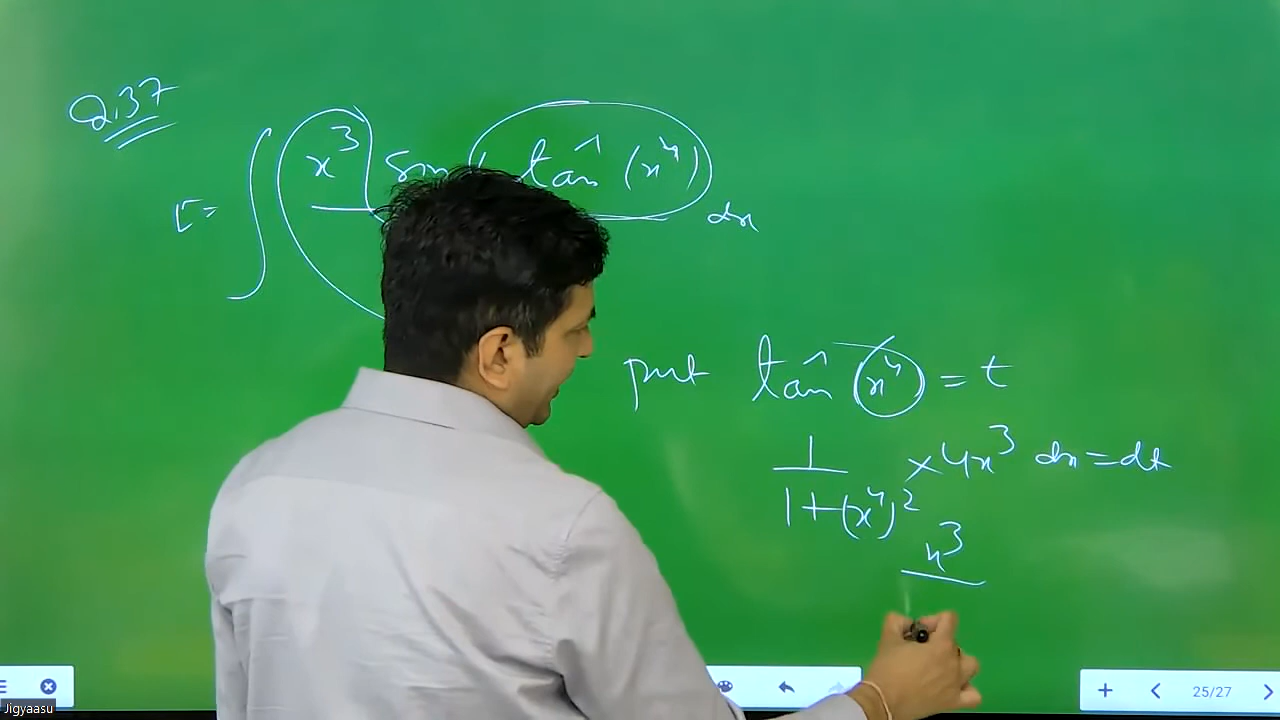 Q.37
I = ∫ x³ sin( tan⁻¹ (x⁴) dx
put tan⁻¹ x⁴ = t
1/(1+(x⁴)²) × 4x³ dx = dt
x³
25/27
Jigyaasu